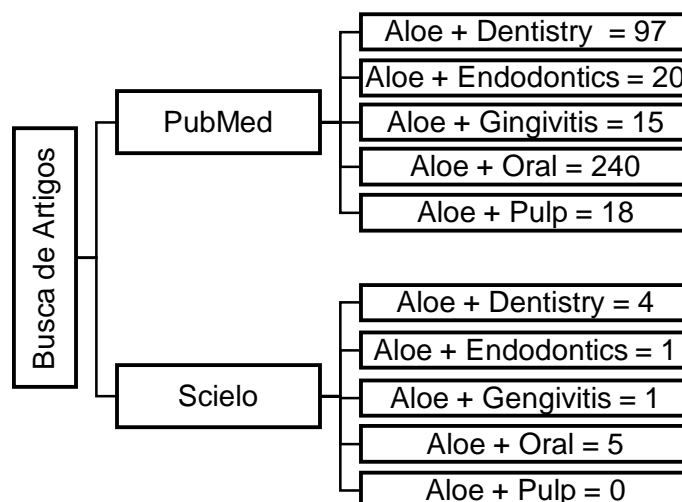 Busca de Artigos
PubMed
Aloe + Dentistry = 97
Aloe + Endodontics = 20
Aloe + Gingivitis = 15
Aloe + Oral = 240
Aloe + Pulp = 18
Scielo
Aloe + Dentistry = 4
Aloe + Endodontics = 1
Aloe + Gengivitis = 1
Aloe + Oral = 5
Aloe + Pulp = 0